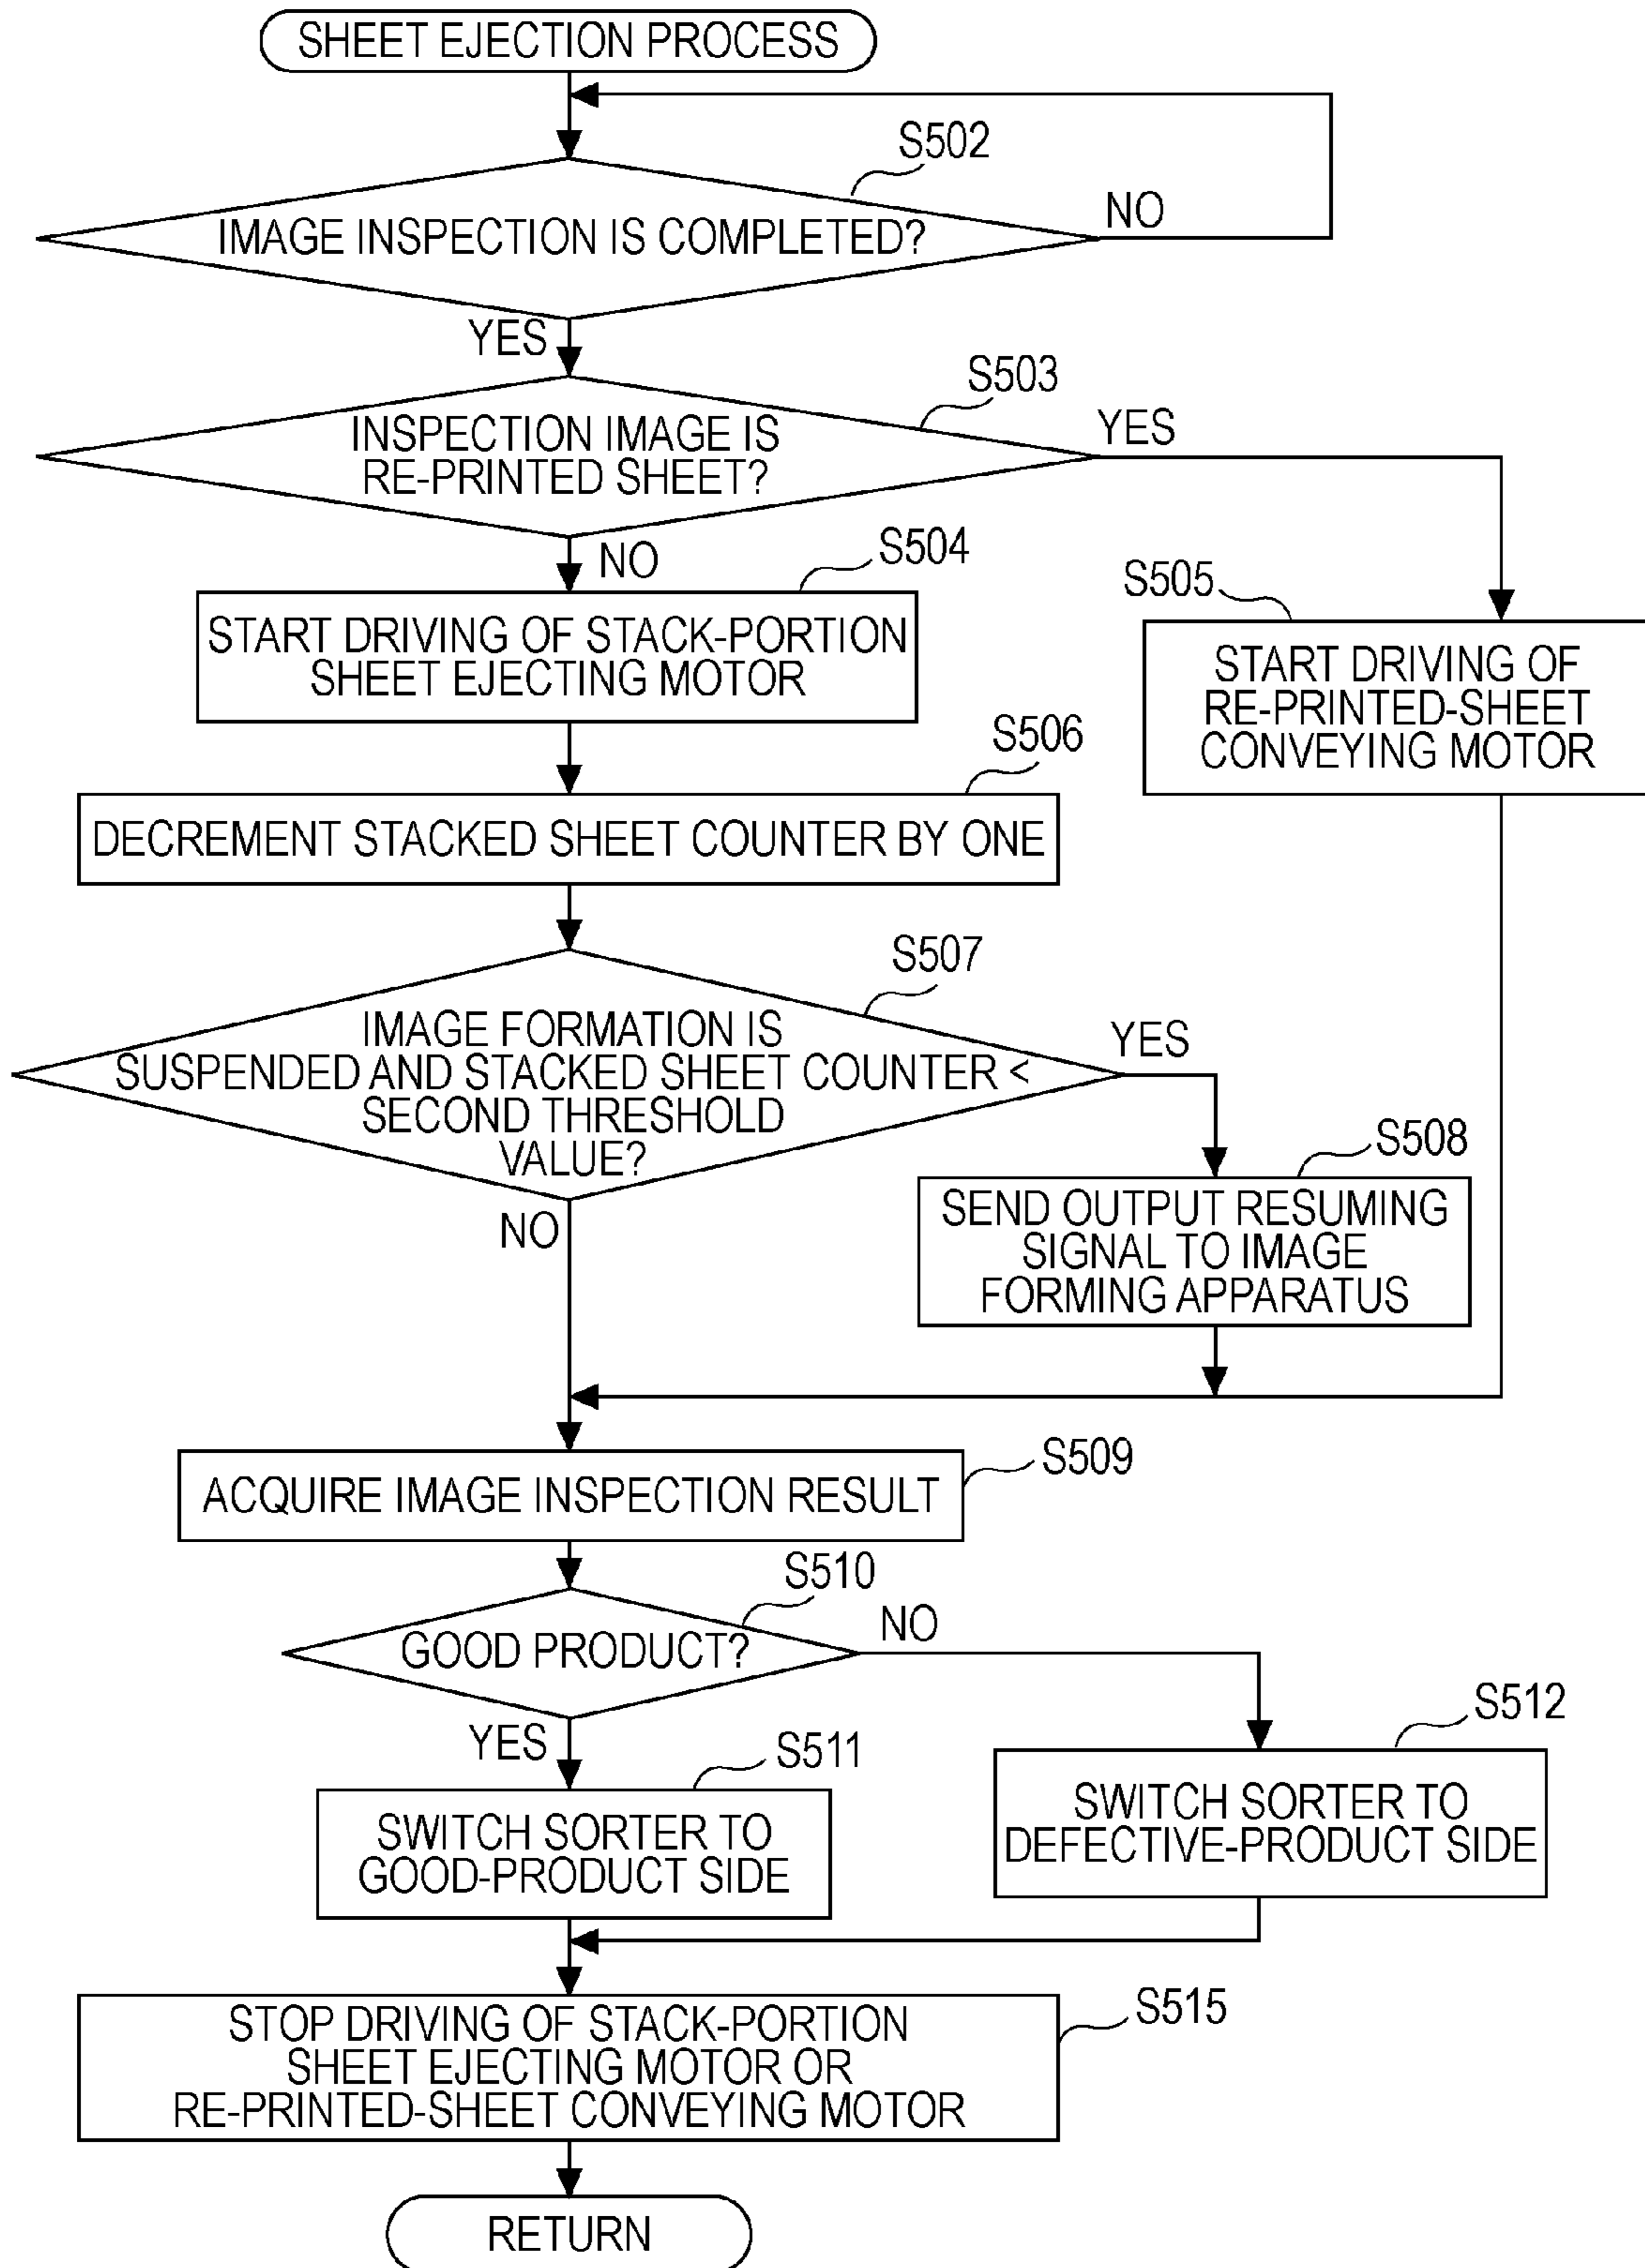 SHEET EJECTION PROCESS
S502
IMAGE INSPECTION IS COMPLETED?
NO
YES
S503
INSPECTION IMAGE IS
RE-PRINTED SHEET?
YES
NO
S504
START DRIVING OF STACK-PORTION
SHEET EJECTING MOTOR
S505
START DRIVING OF
RE-PRINTED-SHEET
CONVEYING MOTOR
S506
DECREMENT STACKED SHEET COUNTER BY ONE
S507
IMAGE FORMATION IS
SUSPENDED AND STACKED SHEET COUNTER <
SECOND THRESHOLD
VALUE?
YES
NO
S508
SEND OUTPUT RESUMING
SIGNAL TO IMAGE
FORMING APPARATUS
S509
ACQUIRE IMAGE INSPECTION RESULT
S510
GOOD PRODUCT?
NO
YES
S511
SWITCH SORTER TO
GOOD-PRODUCT SIDE
S512
SWITCH SORTER TO
DEFECTIVE-PRODUCT SIDE
S515
STOP DRIVING OF STACK-PORTION
SHEET EJECTING MOTOR OR
RE-PRINTED-SHEET CONVEYING MOTOR
RETURN